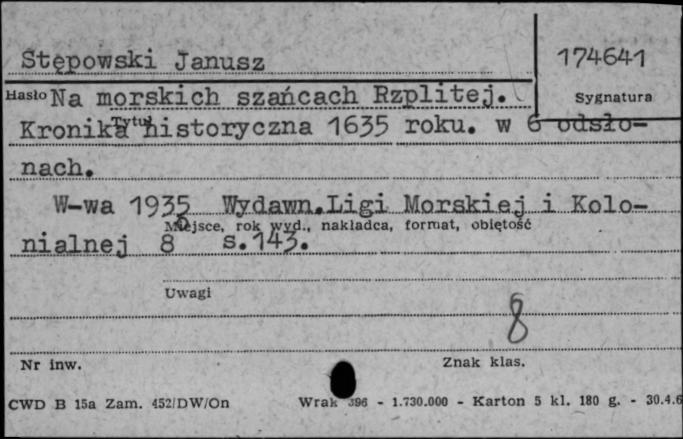 Stępowski Janusz
174641
Hasło Na morskich szańcach Rzplitej.
Sygnatura
Tytuł
Kronika historyczna 1635 roku. w 6 odsło-
nach.
W-wa 1935 Wydawn.Ligi Morskiej i Kolo-
Miejsce, rok wyd., nakładca, format, objętość
nialnej 8° s.143.
Uwagi
8
Nr inw.
Znak klas.
CWD B 15a Zam. 452/DW/On
Wrak 396 - 1.730.000 - Karton 5 kl. 180 g. - 30.4.6